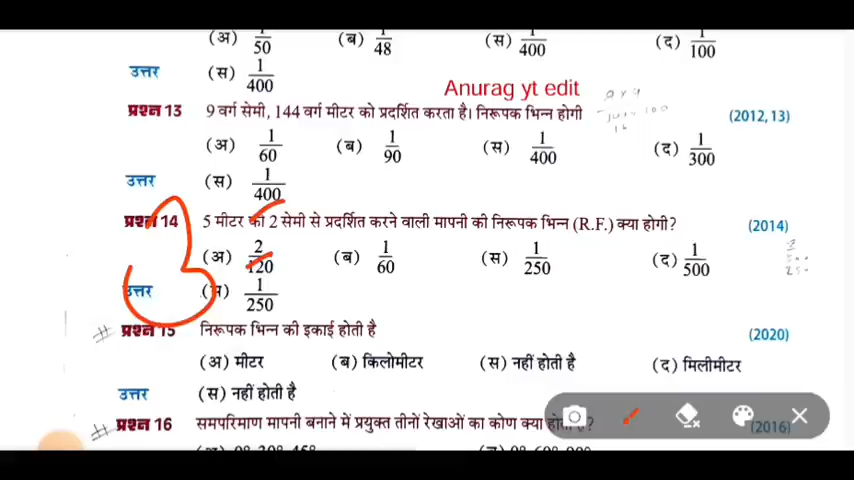 (अ) 1/50 (ब) 1/48 (स) 1/400 (द) 1/100
उत्तर (स) 1/400
Anurag yt edit
प्रश्न 13 9 वर्ग सेमी, 144 वर्ग मीटर को प्रदर्शित करता है। निरूपक भिन्न होगी (2012, 13)
(अ) 1/60 (ब) 1/90 (स) 1/400 (द) 1/300
उत्तर (स) 1/400
प्रश्न 14 5 मीटर को 2 सेमी से प्रदर्शित करने वाली मापनी की निरूपक भिन्न (R.F.) क्या होगी? (2014)
(अ) 2/120 (ब) 1/60 (स) 1/250 (द) 1/500
उत्तर (स) 1/250
प्रश्न 15 निरूपक भिन्न की इकाई होती है (2020)
(अ) मीटर (ब) किलोमीटर (स) नहीं होती है (द) मिलीमीटर
उत्तर (स) नहीं होती है
प्रश्न 16 समपरिमाण मापनी बनाने में प्रयुक्त तीनों रेखाओं का कोण क्या होता है? (2016)